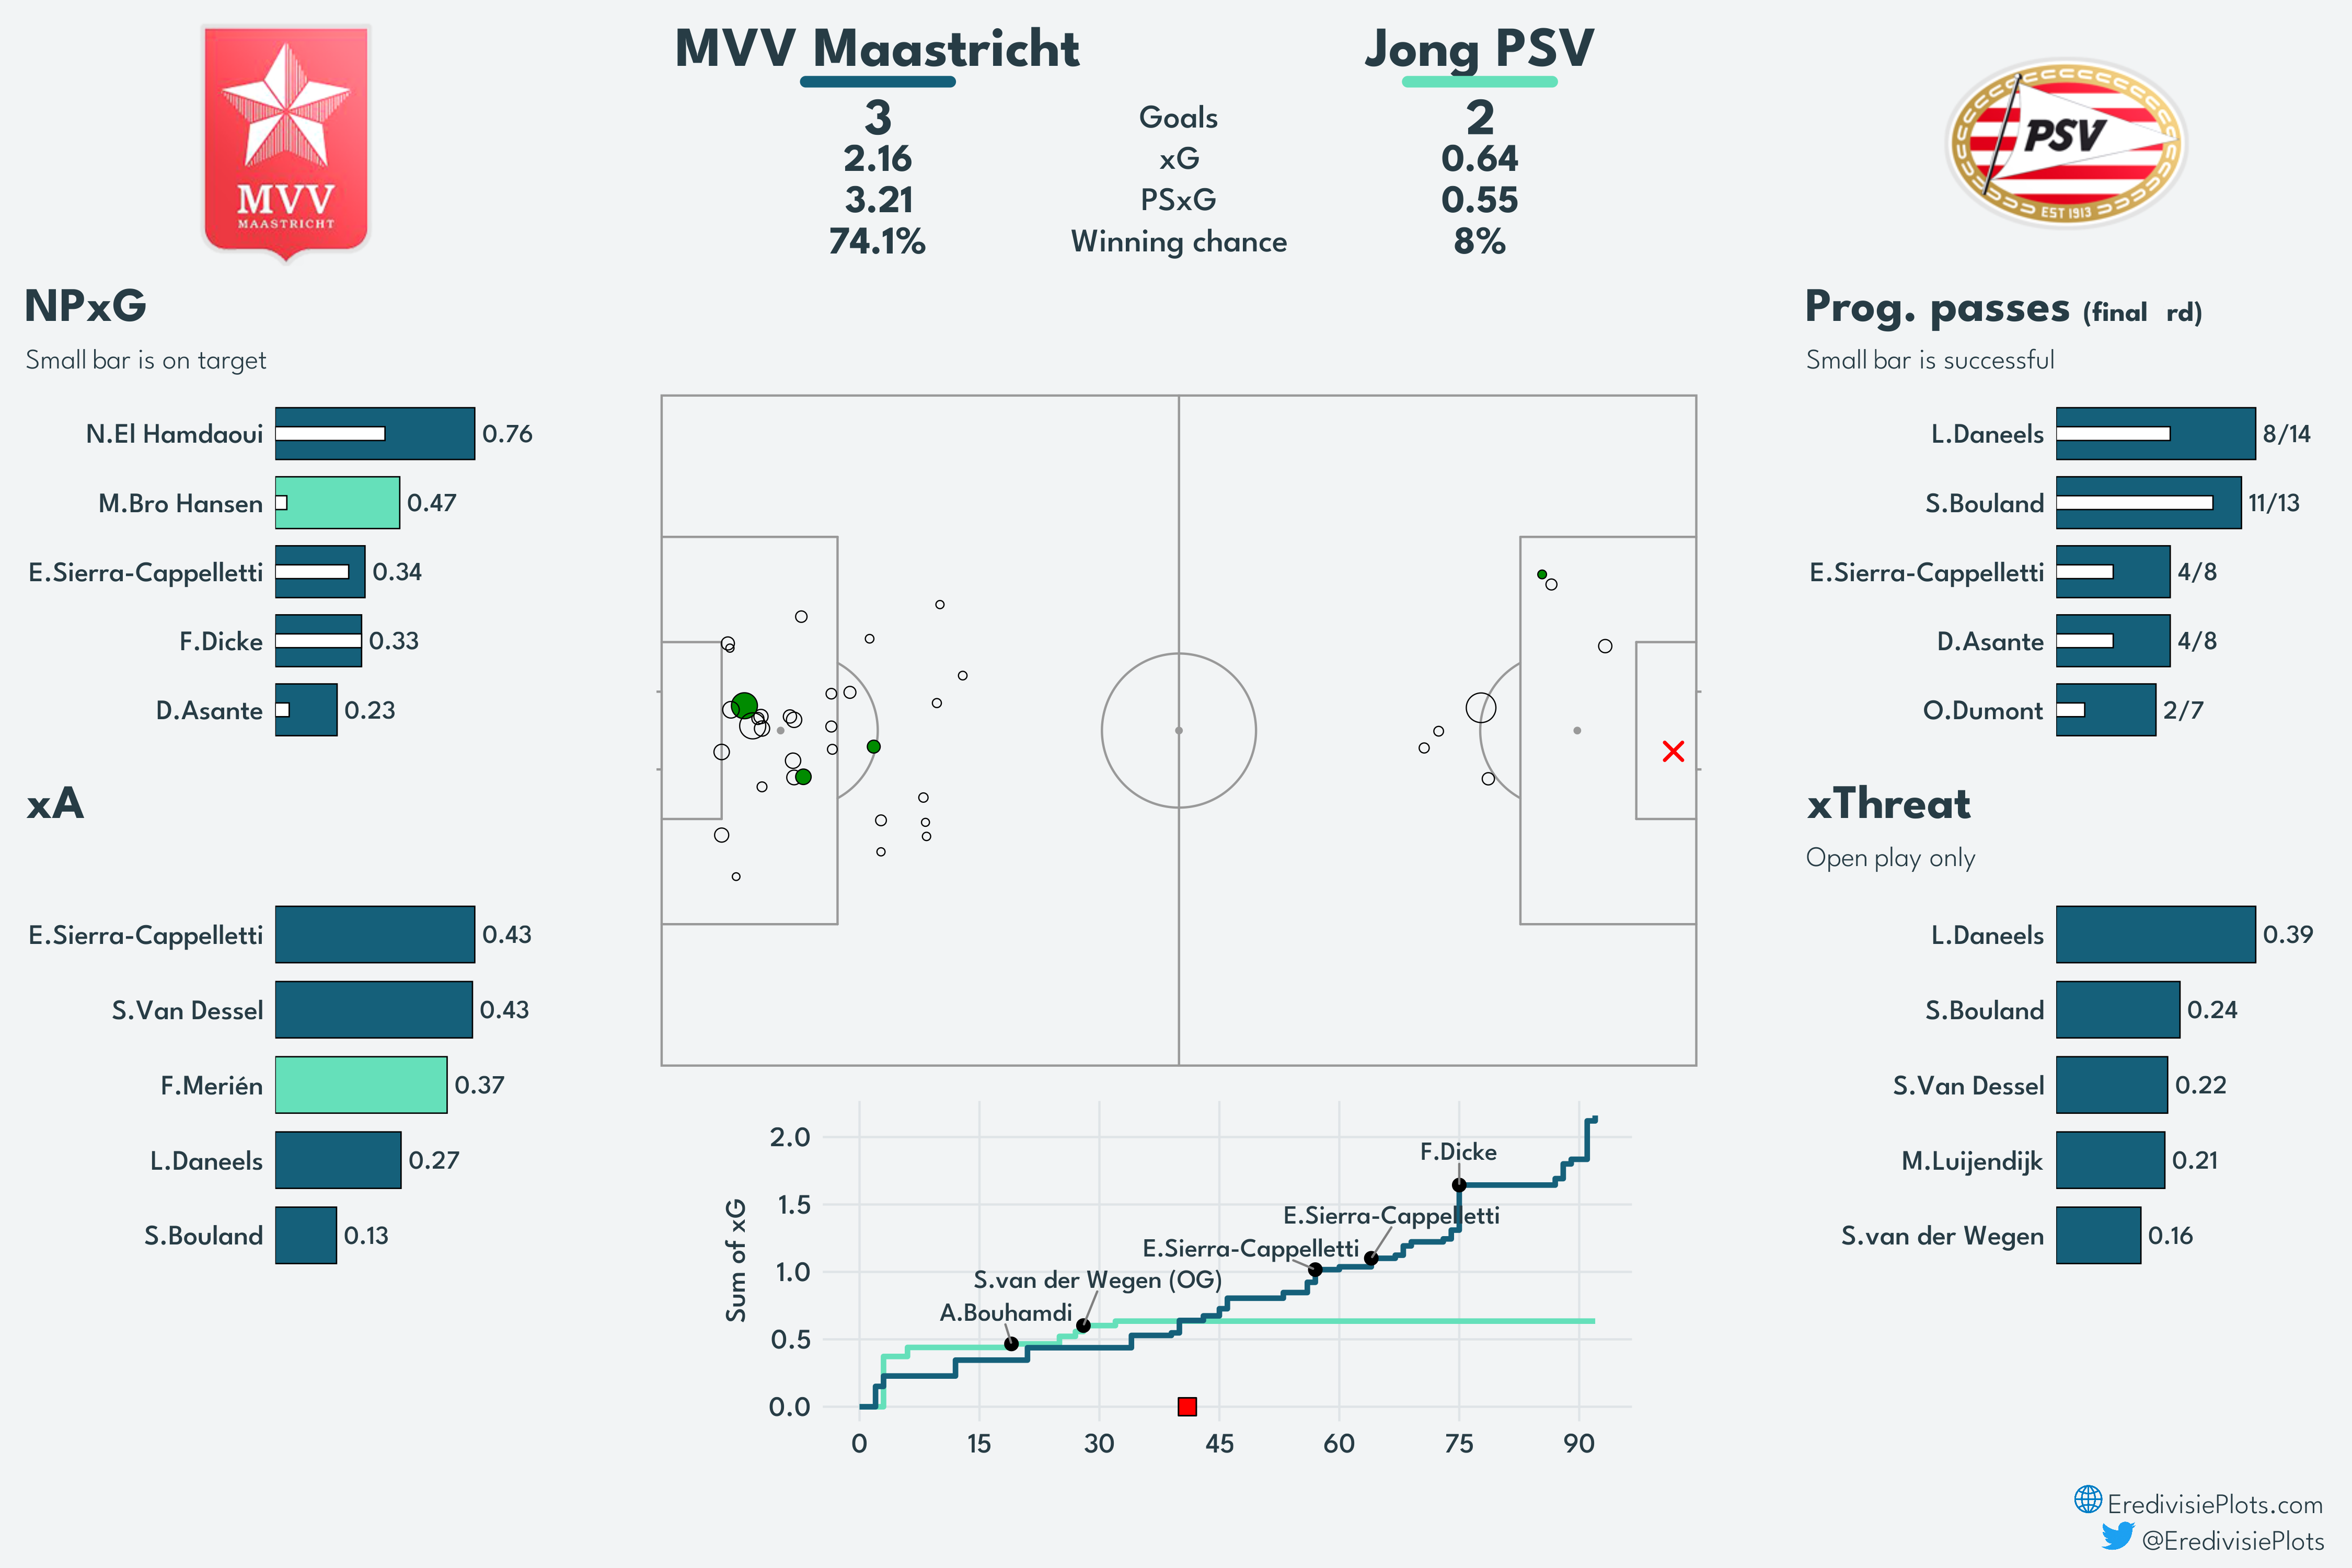 MVV Maastricht Jong PSV
3 Goals 2
2.16 xG 0.64
3.21 PSxG 0.55
74.1% Winning chance 8%
MVV
MAASTRICHT
PSV
EST 1913
NPxG
Small bar is on target
N.El Hamdaoui 0.76
M.Bro Hansen 0.47
E.Sierra-Cappelletti 0.34
F.Dicke 0.33
D.Asante 0.23
xA
E.Sierra-Cappelletti 0.43
S.Van Dessel 0.43
F.Merién 0.37
L.Daneels 0.27
S.Bouland 0.13
Sum of xG
2.0
1.5
1.0
0.5
0.0
0 15 30 45 60 75 90
F.Dicke
E.Sierra-Cappelletti
E.Sierra-Cappelletti
S.van der Wegen (OG)
A.Bouhamdi
Prog. passes (final rd)
Small bar is successful
L.Daneels 8/14
S.Bouland 11/13
E.Sierra-Cappelletti 4/8
D.Asante 4/8
O.Dumont 2/7
xThreat
Open play only
L.Daneels 0.39
S.Bouland 0.24
S.Van Dessel 0.22
M.Luijendijk 0.21
S.van der Wegen 0.16
EredivisiePlots.com
@EredivisiePlots